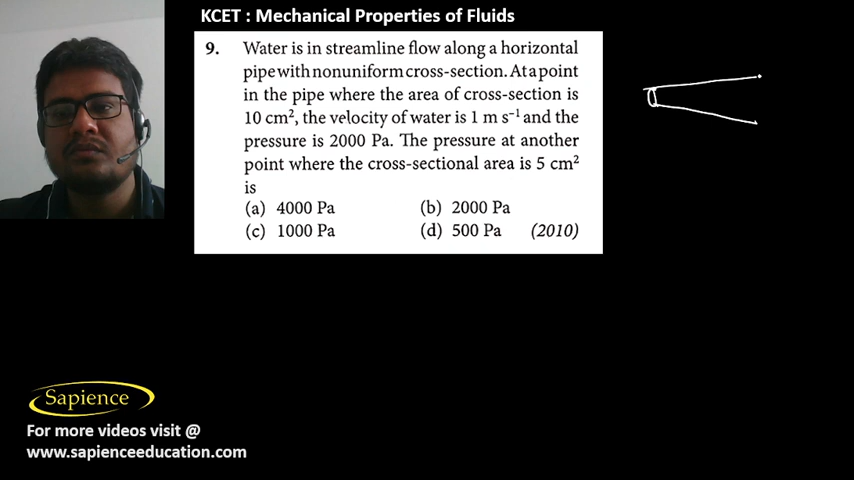 KCET : Mechanical Properties of Fluids
9. Water is in streamline flow along a horizontal
pipe with nonuniform cross-section. At a point
in the pipe where the area of cross-section is
10 cm², the velocity of water is 1 m s⁻¹ and the
pressure is 2000 Pa. The pressure at another
point where the cross-sectional area is 5 cm²
is
(a) 4000 Pa (b) 2000 Pa
(c) 1000 Pa (d) 500 Pa (2010)
Sapience
For more videos visit @
www.sapienceeducation.com